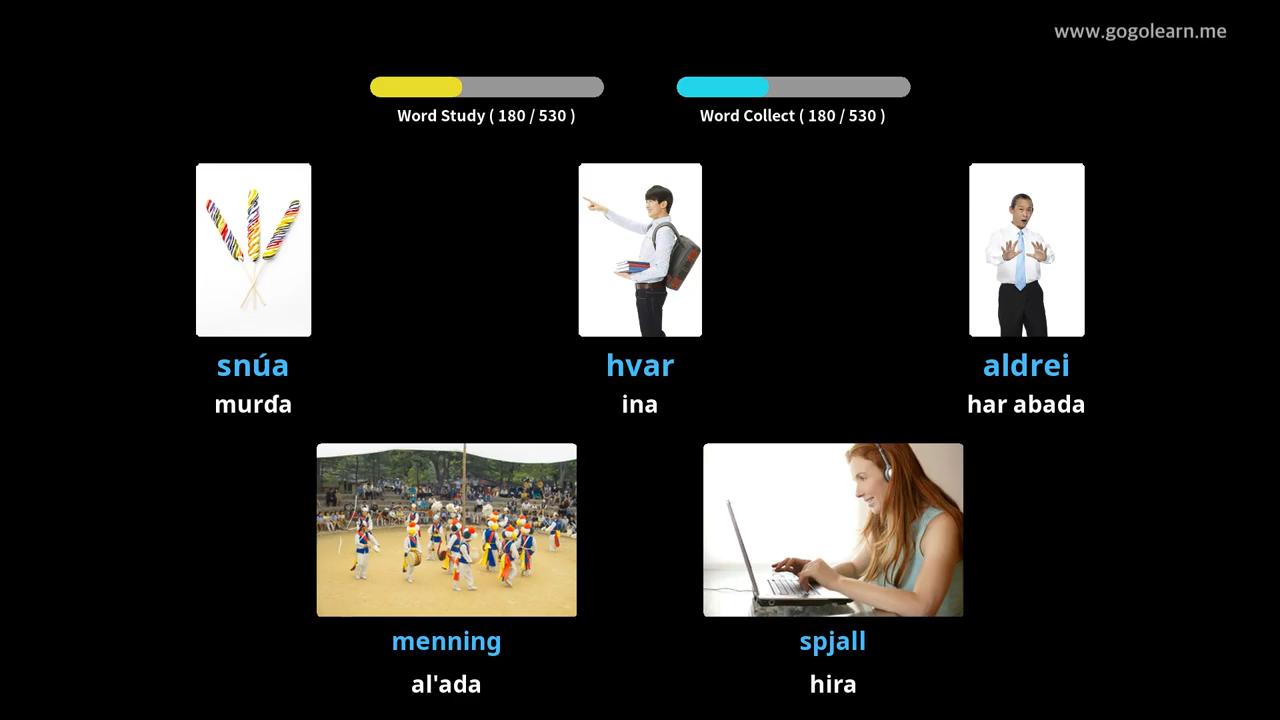 www.gogolearn.me
Word Study ( 180 / 530 )
Word Collect ( 180 / 530 )
snúa
murɗa
hvar
ina
aldrei
har abada
menning
al'ada
spjall
hira